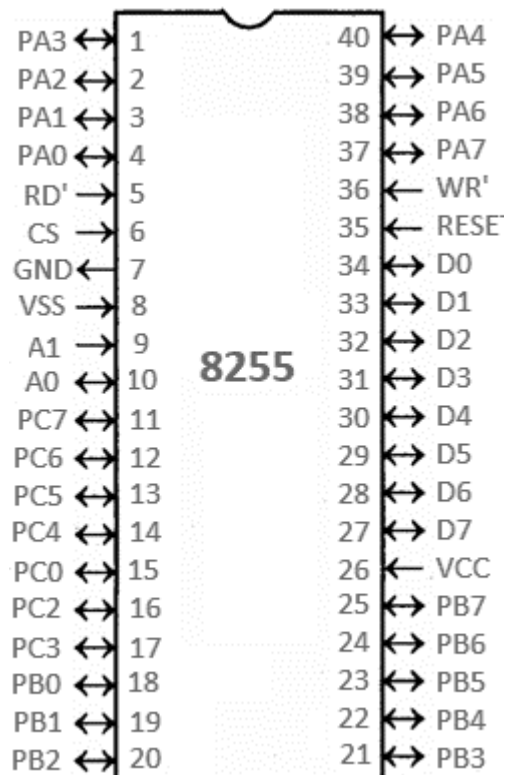 PA3 1 40 PA4
PA2 2 39 PA5
PA1 3 38 PA6
PA0 4 37 PA7
RD' 5 36 WR'
CS 6 35 RESE
GND 7 34 D0
VSS 8 33 D1
A1 9 32 D2
8255
A0 10 31 D3
PC7 11 30 D4
PC6 12 29 D5
PC5 13 28 D6
PC4 14 27 D7
PC0 15 26 VCC
PC2 16 25 PB7
PC3 17 24 PB6
PB0 18 23 PB5
PB1 19 22 PB4
PB2 20 21 PB3